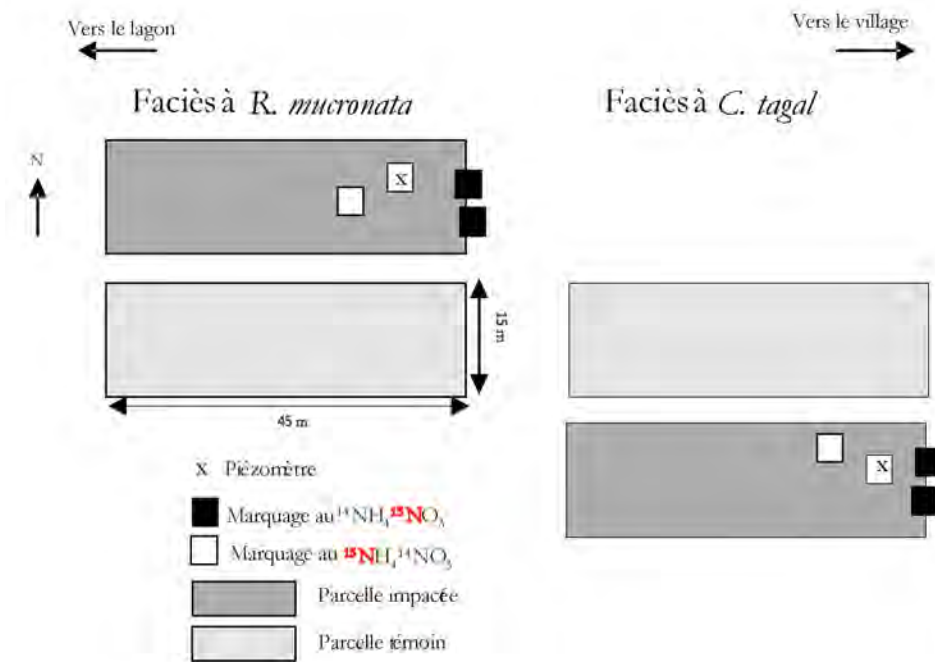 Vers le lagon
Vers le village
Faciès à R. mucronata
Faciès à C. tagal
N
x
15 m
45 m
x
x Piézomètre
Marquage au ¹⁴NH₄¹⁵NO₃
Marquage au ¹⁵NH₄¹⁴NO₃
Parcelle impacée
Parcelle témoin